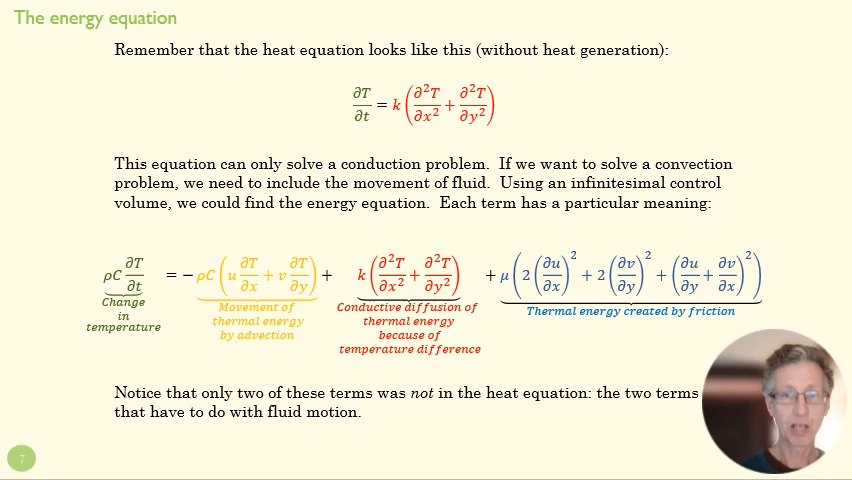 The energy equation
Remember that the heat equation looks like this (without heat generation):
∂T/∂t = k (∂²T/∂x² + ∂²T/∂y²)
This equation can only solve a conduction problem. If we want to solve a convection
problem, we need to include the movement of fluid. Using an infinitesimal control
volume, we could find the energy equation. Each term has a particular meaning:
ρC ∂T/∂t = − ρC (u ∂T/∂x + v ∂T/∂y) + k (∂²T/∂x² + ∂²T/∂y²) + μ (2 (∂u/∂x)² + 2 (∂v/∂y)² + (∂u/∂y + ∂v/∂x)²)
Change
in
temperature
Movement of
thermal energy
by advection
Conductive diffusion of
thermal energy
because of
temperature difference
Thermal energy created by friction
Notice that only two of these terms was not in the heat equation: the two terms
that have to do with fluid motion.
7